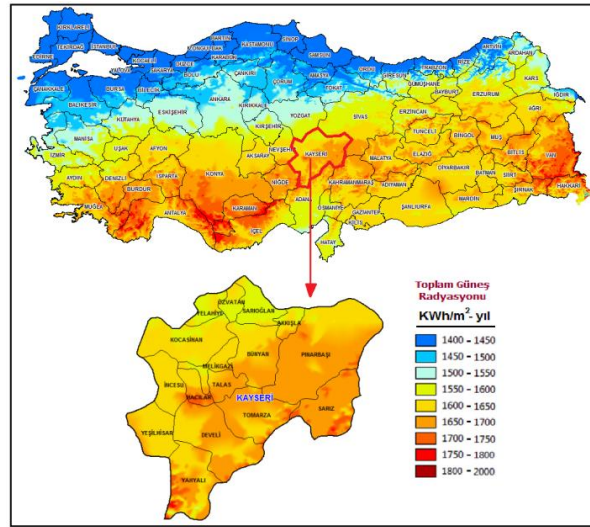 KIRKLARELİ
TEKİRDAĞ
İSTANBUL
EDİRNE
KOCAELİ
YALOVA
SAKARYA
DÜZCE
BOLU
ZONGULDAK
BARTIN
KARABÜK
KASTAMONU
SİNOP
SAMSUN
ÇANKIRI
ÇORUM
AMASYA
TOKAT
ORDU
GİRESUN
TRABZON
RİZE
ARTVİN
ARDAHAN
KARS
IĞDIR
GÜMÜŞHANE
BAYBURT
ERZURUM
AĞRI
ÇANAKKALE
BALIKESİR
BURSA
BİLECİK
ESKİŞEHİR
ANKARA
KIRIKKALE
YOZGAT
SİVAS
ERZİNCAN
KÜTAHYA
KIRŞEHİR
MANİSA
İZMİR
UŞAK
AFYON
AKSARAY
NEVŞEHİR
KAYSERİ
MALATYA
ELAZIĞ
TUNCELİ
BİNGÖL
MUŞ
BİTLİS
VAN
AYDIN
DENİZLİ
ISPARTA
BURDUR
KONYA
NİĞDE
KAHRAMANMARAŞ
ADIYAMAN
DİYARBAKIR
BATMAN
SİİRT
ŞIRNAK
HAKKARİ
MUĞLA
ANTALYA
KARAMAN
İÇEL
ADANA
OSMANİYE
GAZİANTEP
KİLİS
ŞANLIURFA
MARDİN
HATAY
ÖZVATAN
FELAHİYE
SARIOĞLAN
AKKIŞLA
KOCASİNAN
BÜNYAN
PINARBAŞI
MELİKGAZİ
TALAS
İNCESU
HACILAR
KAYSERİ
TOMARZA
SARIZ
YEŞİLHİSAR
DEVELİ
YAHYALI
Toplam Güneş
Radyasyonu
KWh/m²- yıl
1400 - 1450
1450 - 1500
1500 - 1550
1550 - 1600
1600 - 1650
1650 - 1700
1700 - 1750
1750 - 1800
1800 - 2000